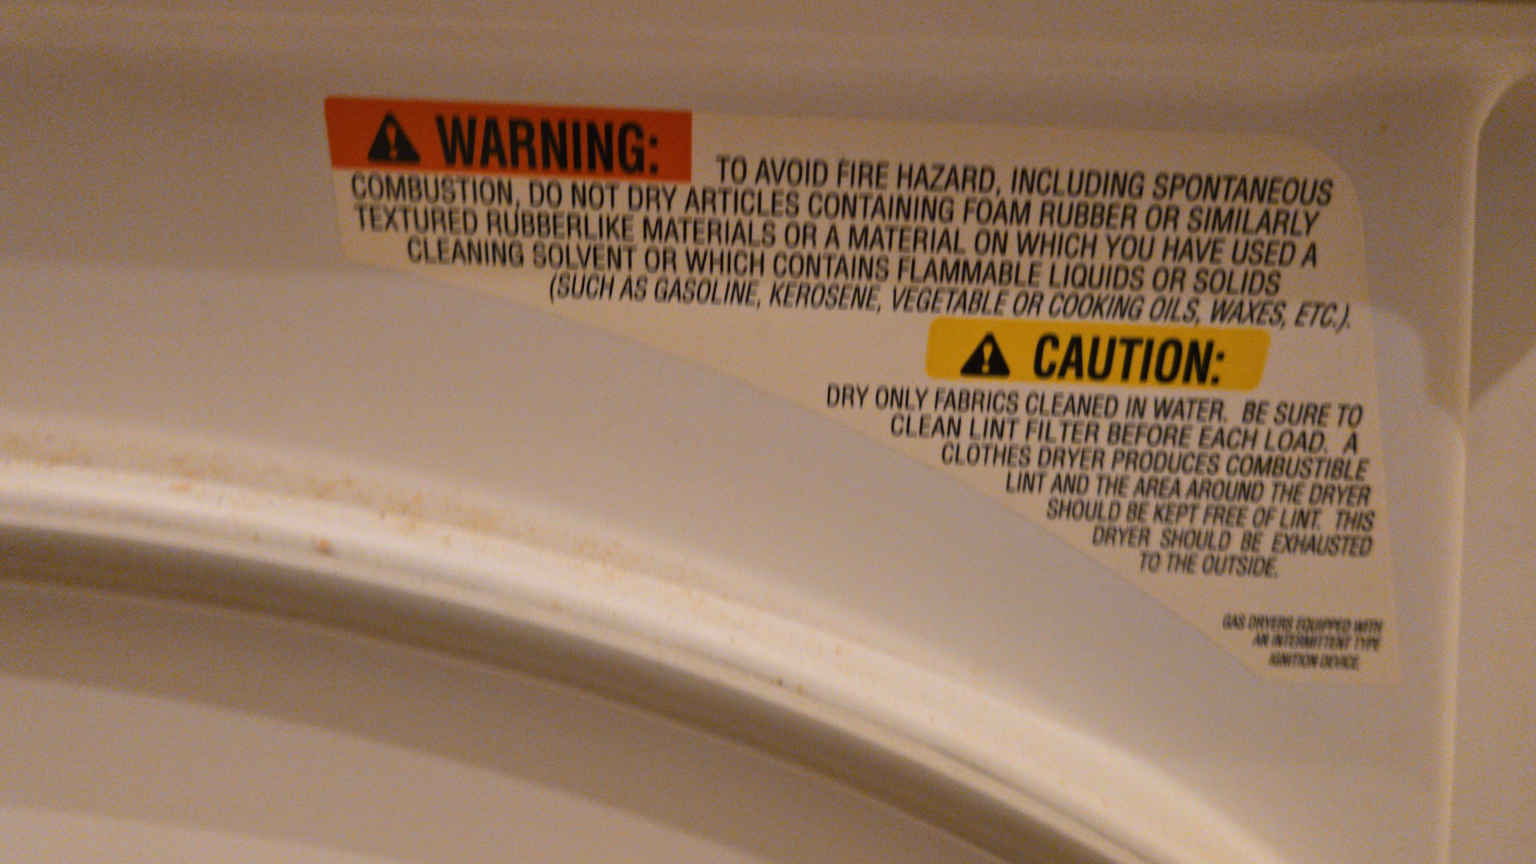 WARNING: TO AVOID FIRE HAZARD, INCLUDING SPONTANEOUS
COMBUSTION, DO NOT DRY ARTICLES CONTAINING FOAM RUBBER OR SIMILARLY
TEXTURED RUBBERLIKE MATERIALS OR A MATERIAL ON WHICH YOU HAVE USED A
CLEANING SOLVENT OR WHICH CONTAINS FLAMMABLE LIQUIDS OR SOLIDS
(SUCH AS GASOLINE, KEROSENE, VEGETABLE OR COOKING OILS, WAXES, ETC.).
CAUTION:
DRY ONLY FABRICS CLEANED IN WATER. BE SURE TO
CLEAN LINT FILTER BEFORE EACH LOAD. A
CLOTHES DRYER PRODUCES COMBUSTIBLE
LINT AND THE AREA AROUND THE DRYER
SHOULD BE KEPT FREE OF LINT. THIS
DRYER SHOULD BE EXHAUSTED
TO THE OUTSIDE.
GAS DRYERS EQUIPPED WITH
AN INTERMITTENT TYPE
IGNITION DEVICE.